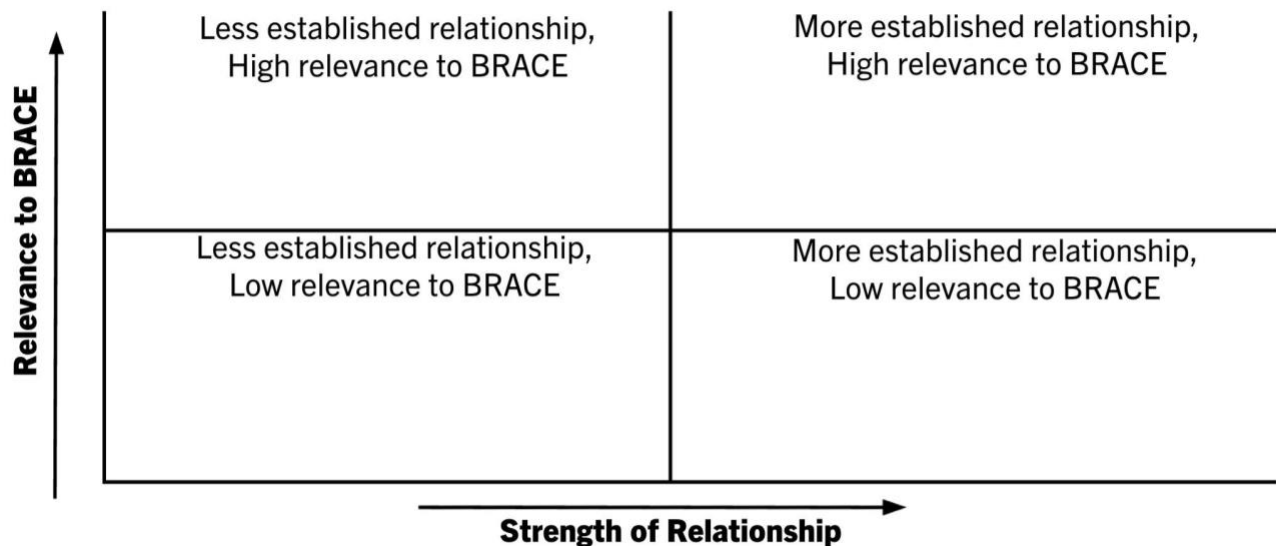 Relevance to BRACE
Less established relationship,
High relevance to BRACE
More established relationship,
High relevance to BRACE
Less established relationship,
Low relevance to BRACE
More established relationship,
Low relevance to BRACE
Strength of Relationship